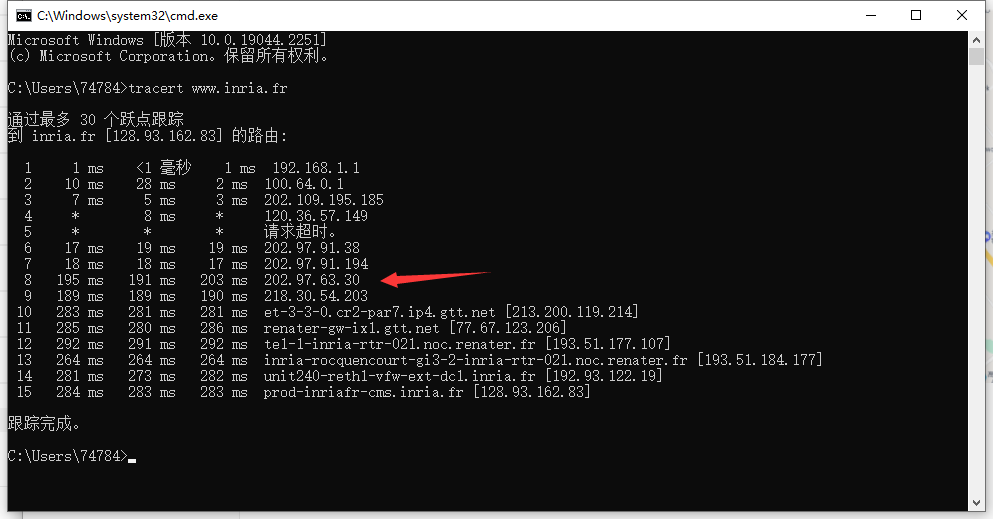 C:\Windows\system32\cmd.exe
Microsoft Windows [版本 10.0.19044.2251]
(c) Microsoft Corporation。保留所有权利。
C:\Users\74784>tracert www.inria.fr
通过最多 30 个跃点跟踪
到 inria.fr [128.93.162.83] 的路由:
1 1 ms <1 毫秒 1 ms 192.168.1.1
2 10 ms 28 ms 2 ms 100.64.0.1
3 7 ms 5 ms 3 ms 202.109.195.185
4 * 8 ms * 120.36.57.149
5 * * * 请求超时。
6 17 ms 19 ms 19 ms 202.97.91.38
7 18 ms 18 ms 17 ms 202.97.91.194
8 195 ms 191 ms 203 ms 202.97.63.30
9 189 ms 189 ms 190 ms 218.30.54.203
10 283 ms 281 ms 281 ms et-3-3-0.cr2-par7.ip4.gtt.net [213.200.119.214]
11 285 ms 280 ms 286 ms renater-gw-ix1.gtt.net [77.67.123.206]
12 292 ms 291 ms 292 ms te1-1-inria-rtr-021.noc.renater.fr [193.51.177.107]
13 264 ms 264 ms 264 ms inria-rocquencourt-gi3-2-inria-rtr-021.noc.renater.fr [193.51.184.177]
14 281 ms 273 ms 282 ms unit240-reth1-vfw-ext-dc1.inria.fr [192.93.122.19]
15 284 ms 283 ms 283 ms prod-inriafr-cms.inria.fr [128.93.162.83]
跟踪完成。
C:\Users\74784>